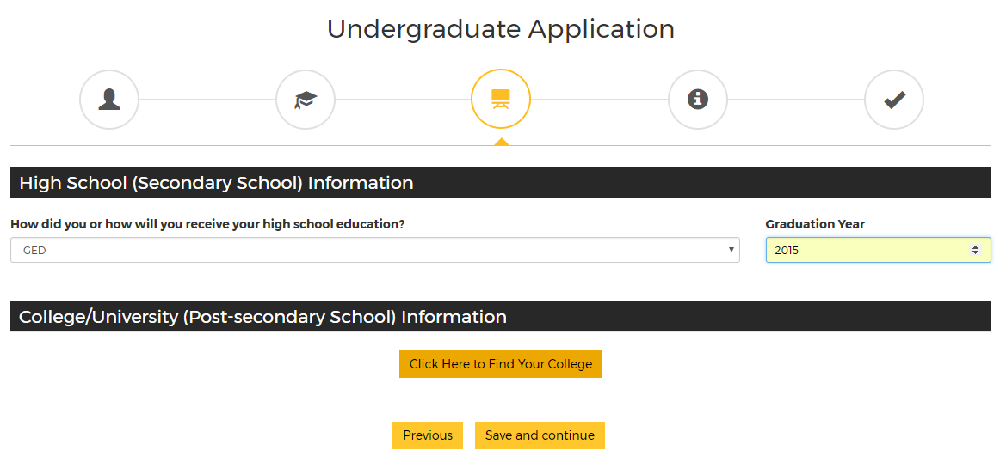 Undergraduate Application
High School (Secondary School) Information
How did you or how will you receive your high school education?
Graduation Year
GED
2015
College/University (Post-secondary School) Information
Click Here to Find Your College
Previous
Save and continue